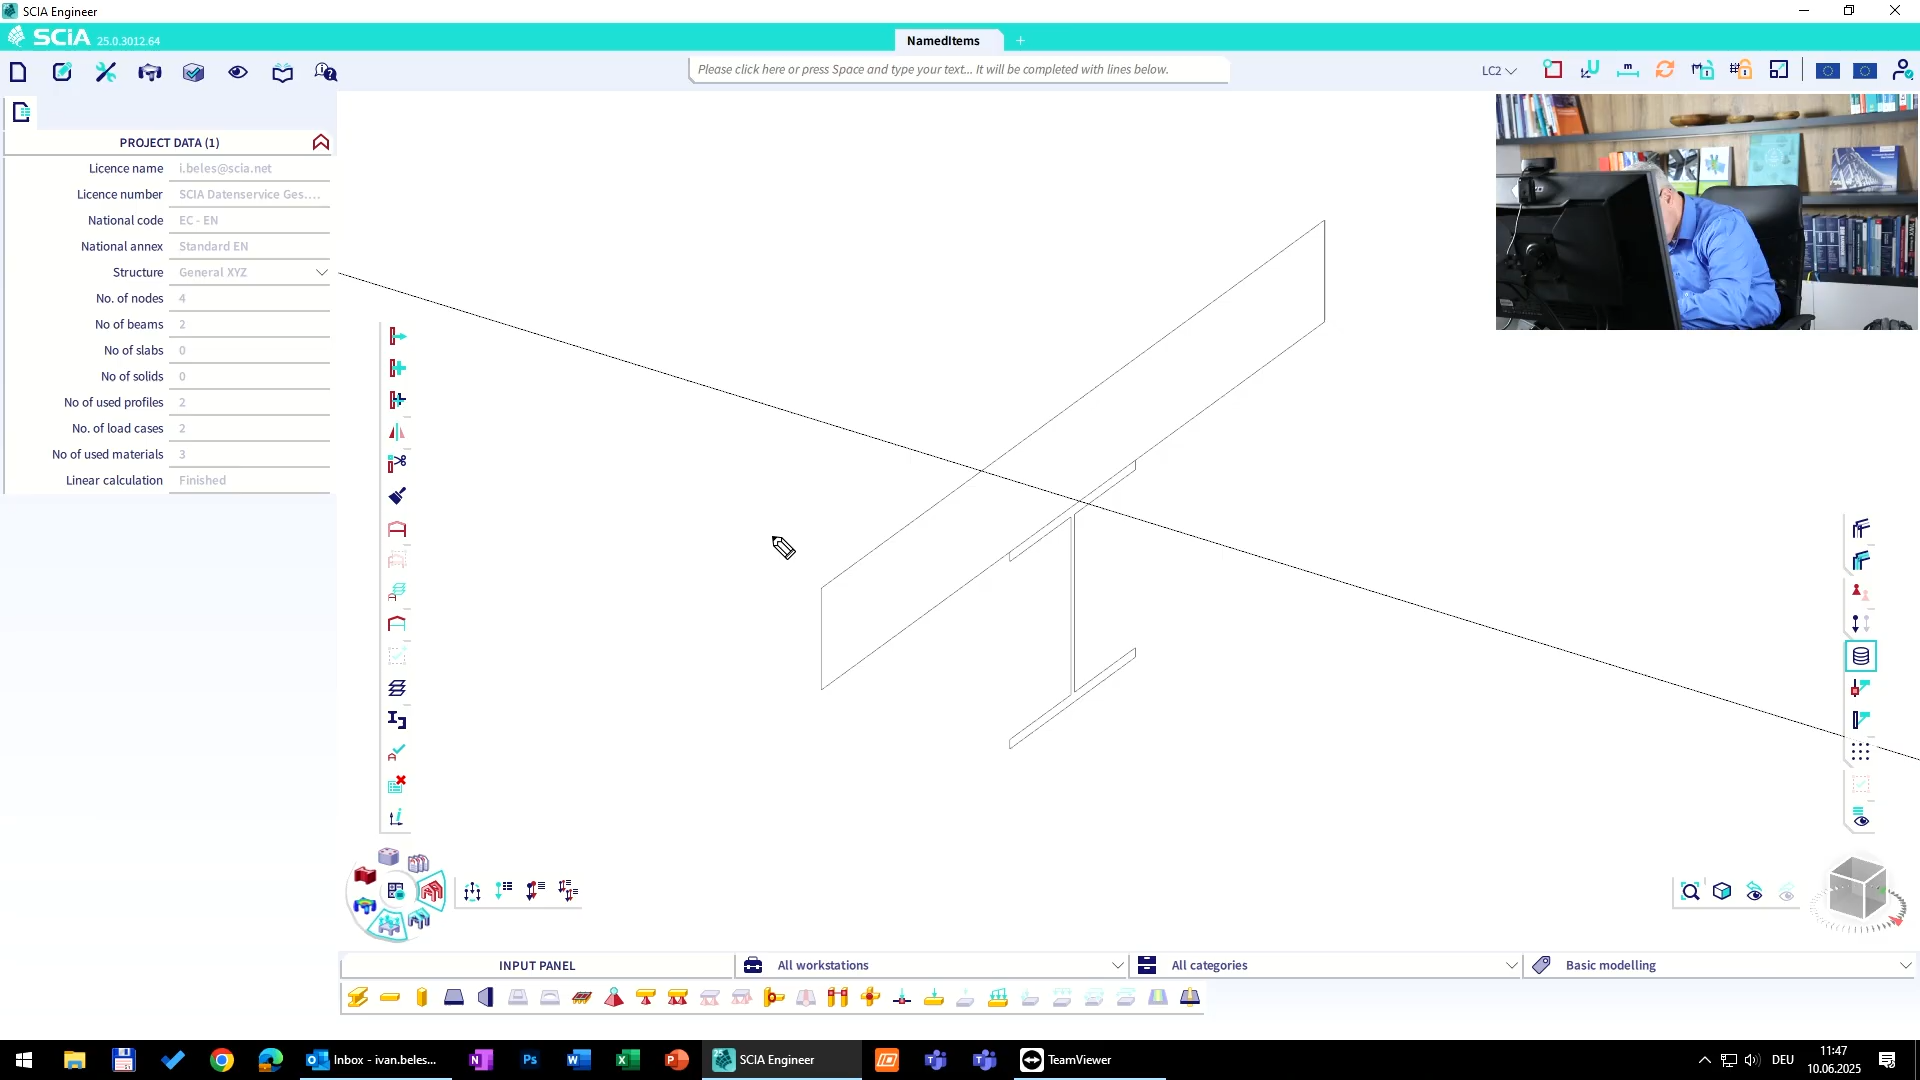 SCIA Engineer
SCiA 25.0.3012.64
NamedItems
Please click here or press Space and type your text... It will be completed with lines below.
LC2
PROJECT DATA (1)
Licence name i.beles@scia.net
Licence number SCIA Datenservice Ges....
National code EC - EN
National annex Standard EN
Structure General XYZ
No. of nodes 4
No of beams 2
No of slabs 0
No of solids 0
No of used profiles 2
No. of load cases 2
No of used materials 3
Linear calculation Finished
INPUT PANEL
All workstations
All categories
Basic modelling
Inbox - ivan.beles...
SCIA Engineer
TeamViewer
DEU
11:47
10.06.2025